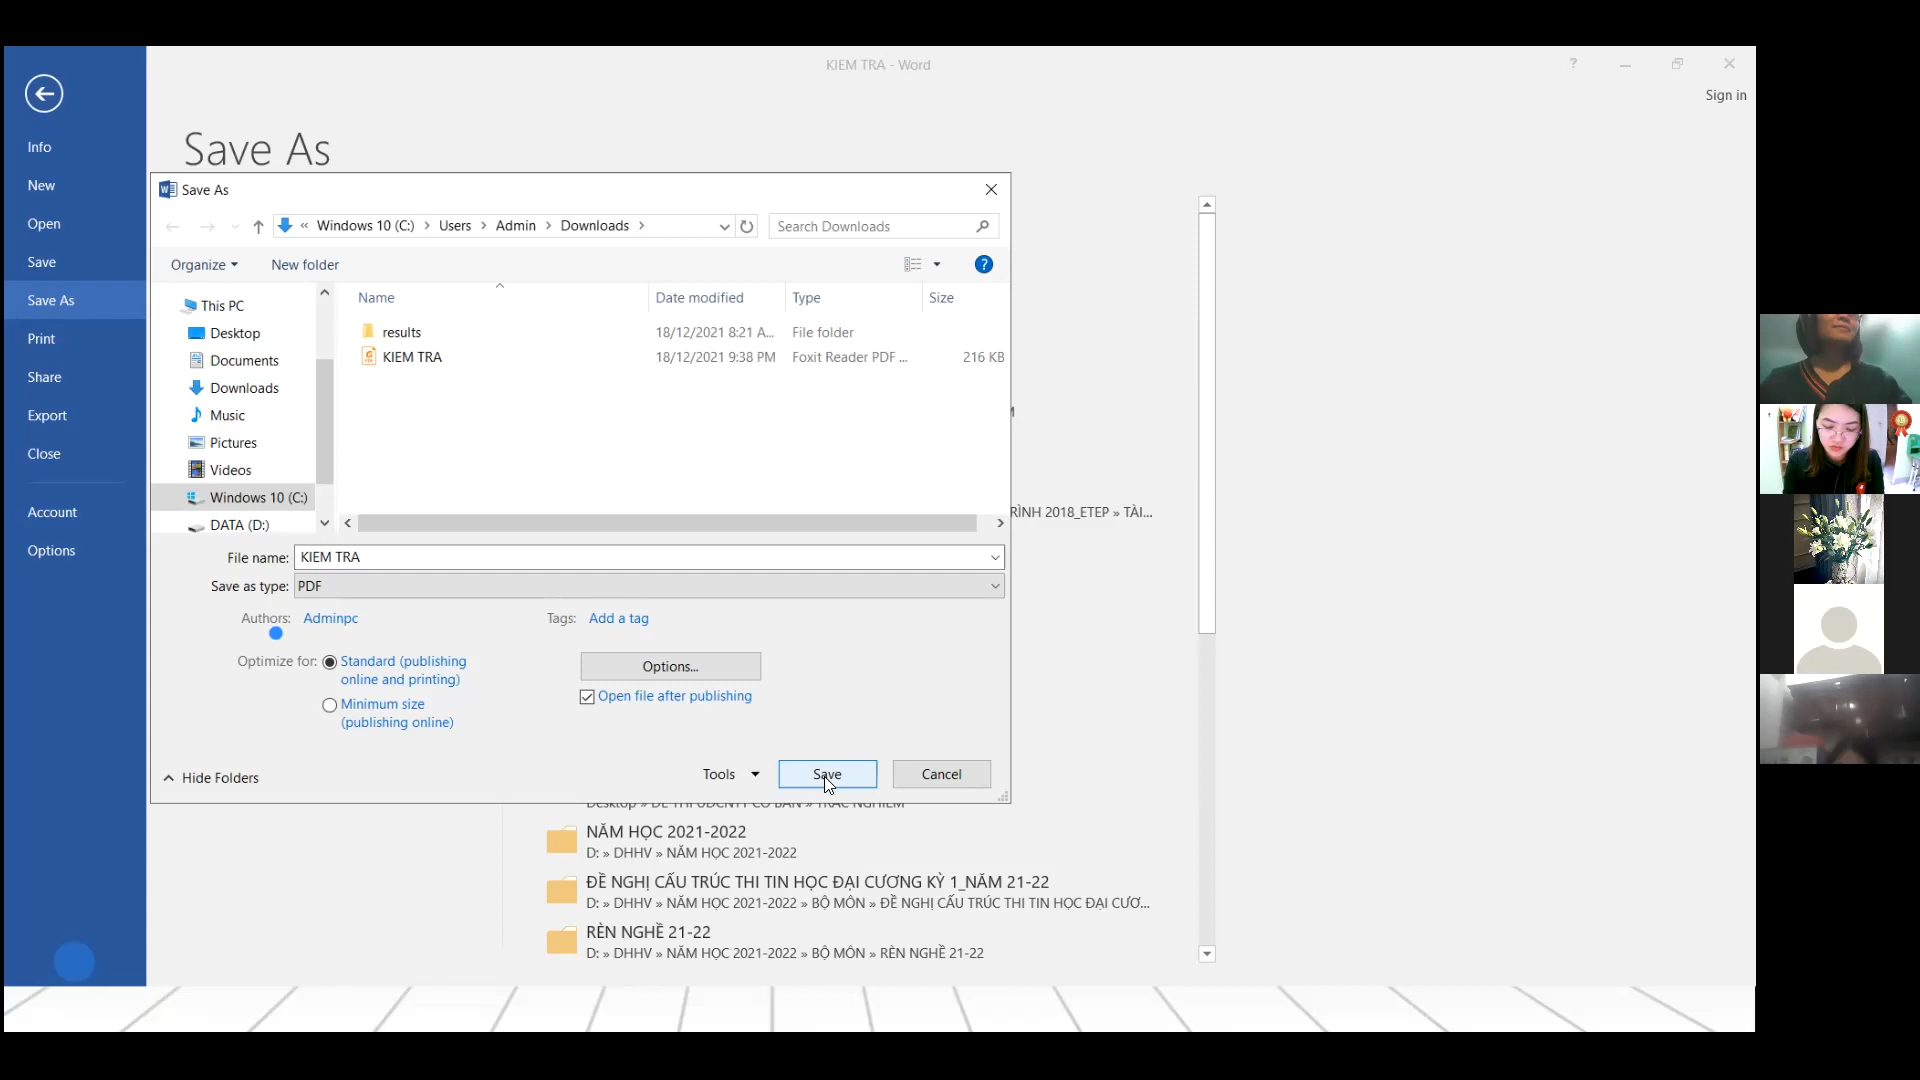 KIEM TRA - Word
?
Sign in
Info
New
Open
Save
Save As
Print
Share
Export
Close
Account
Options
Save As
Save As
« Windows 10 (C:) > Users > Admin > Downloads >
Search Downloads
Organize
New folder
?
This PC
Desktop
Documents
Downloads
Music
Pictures
Videos
Windows 10 (C:)
DATA (D:)
Name Date modified Type Size
results 18/12/2021 8:21 A... File folder
KIEM TRA 18/12/2021 9:38 PM Foxit Reader PDF ... 216 KB
File name: KIEM TRA
Save as type: PDF
Authors: Adminpc
Tags: Add a tag
Optimize for: Standard (publishing
online and printing)
Minimum size
(publishing online)
Options...
Open file after publishing
Hide Folders
Tools
Save
Cancel
RÌNH 2018_ETEP » TÀI...
Desktop » ĐỀ THI UDCNTT CƠ BẢN » TRẮC NGHIỆM
NĂM HỌC 2021-2022
D: » DHHV » NĂM HỌC 2021-2022
ĐỀ NGHỊ CẤU TRÚC THI TIN HỌC ĐẠI CƯƠNG KỲ 1_NĂM 21-22
D: » DHHV » NĂM HỌC 2021-2022 » BỘ MÔN » ĐỀ NGHỊ CẤU TRÚC THI TIN HỌC ĐẠI CƯƠ...
RÈN NGHỀ 21-22
D: » DHHV » NĂM HỌC 2021-2022 » BỘ MÔN » RÈN NGHỀ 21-22